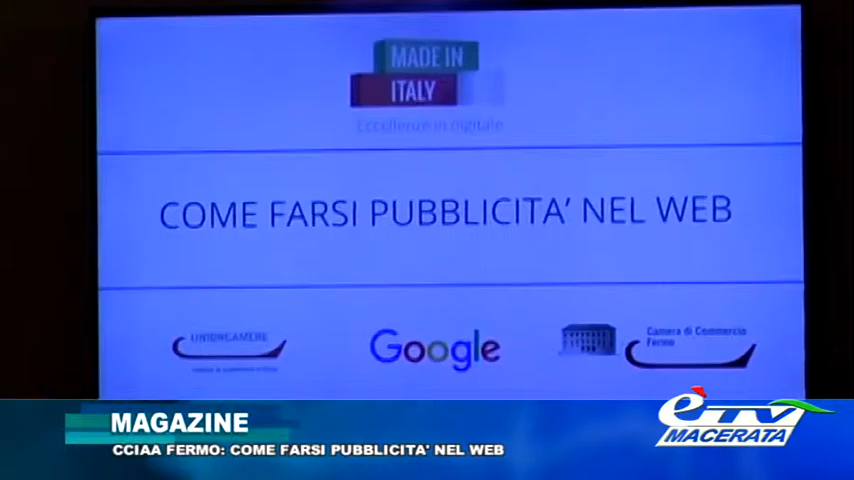 MADE IN
ITALY
Eccellenze in digitale
COME FARSI PUBBLICITA' NEL WEB
UNIONCAMERE
Google
Camera di Commercio
Fermo
MAGAZINE
CCIAA FERMO: COME FARSI PUBBLICITA' NEL WEB
eTV
MACERATA